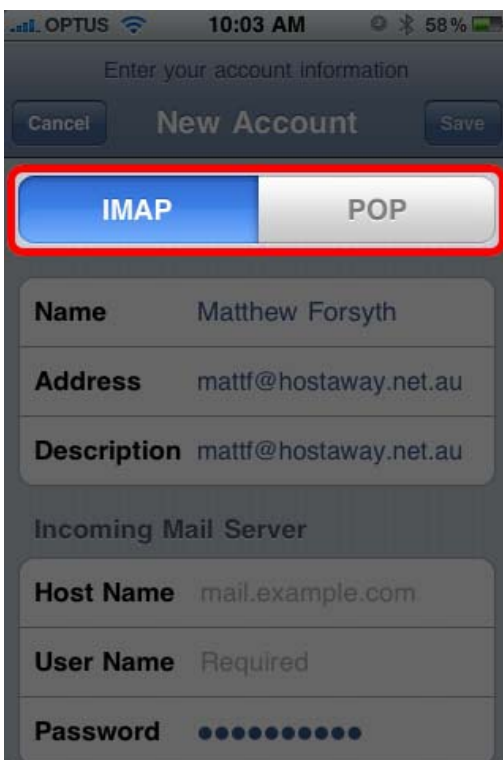 OPTUS 10:03 AM 58%
Enter your account information
Cancel New Account Save
IMAP POP
Name Matthew Forsyth
Address mattf@hostaway.net.au
Description mattf@hostaway.net.au
Incoming Mail Server
Host Name mail.example.com
User Name Required
Password ●●●●●●●●●●